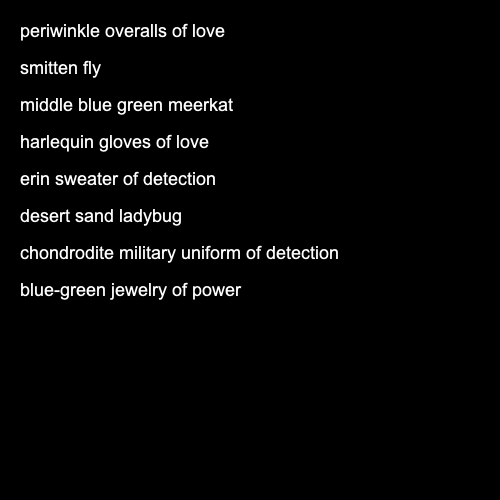 periwinkle overalls of love
smitten fly
middle blue green meerkat
harlequin gloves of love
erin sweater of detection
desert sand ladybug
chondrodite military uniform of detection
blue-green jewelry of power